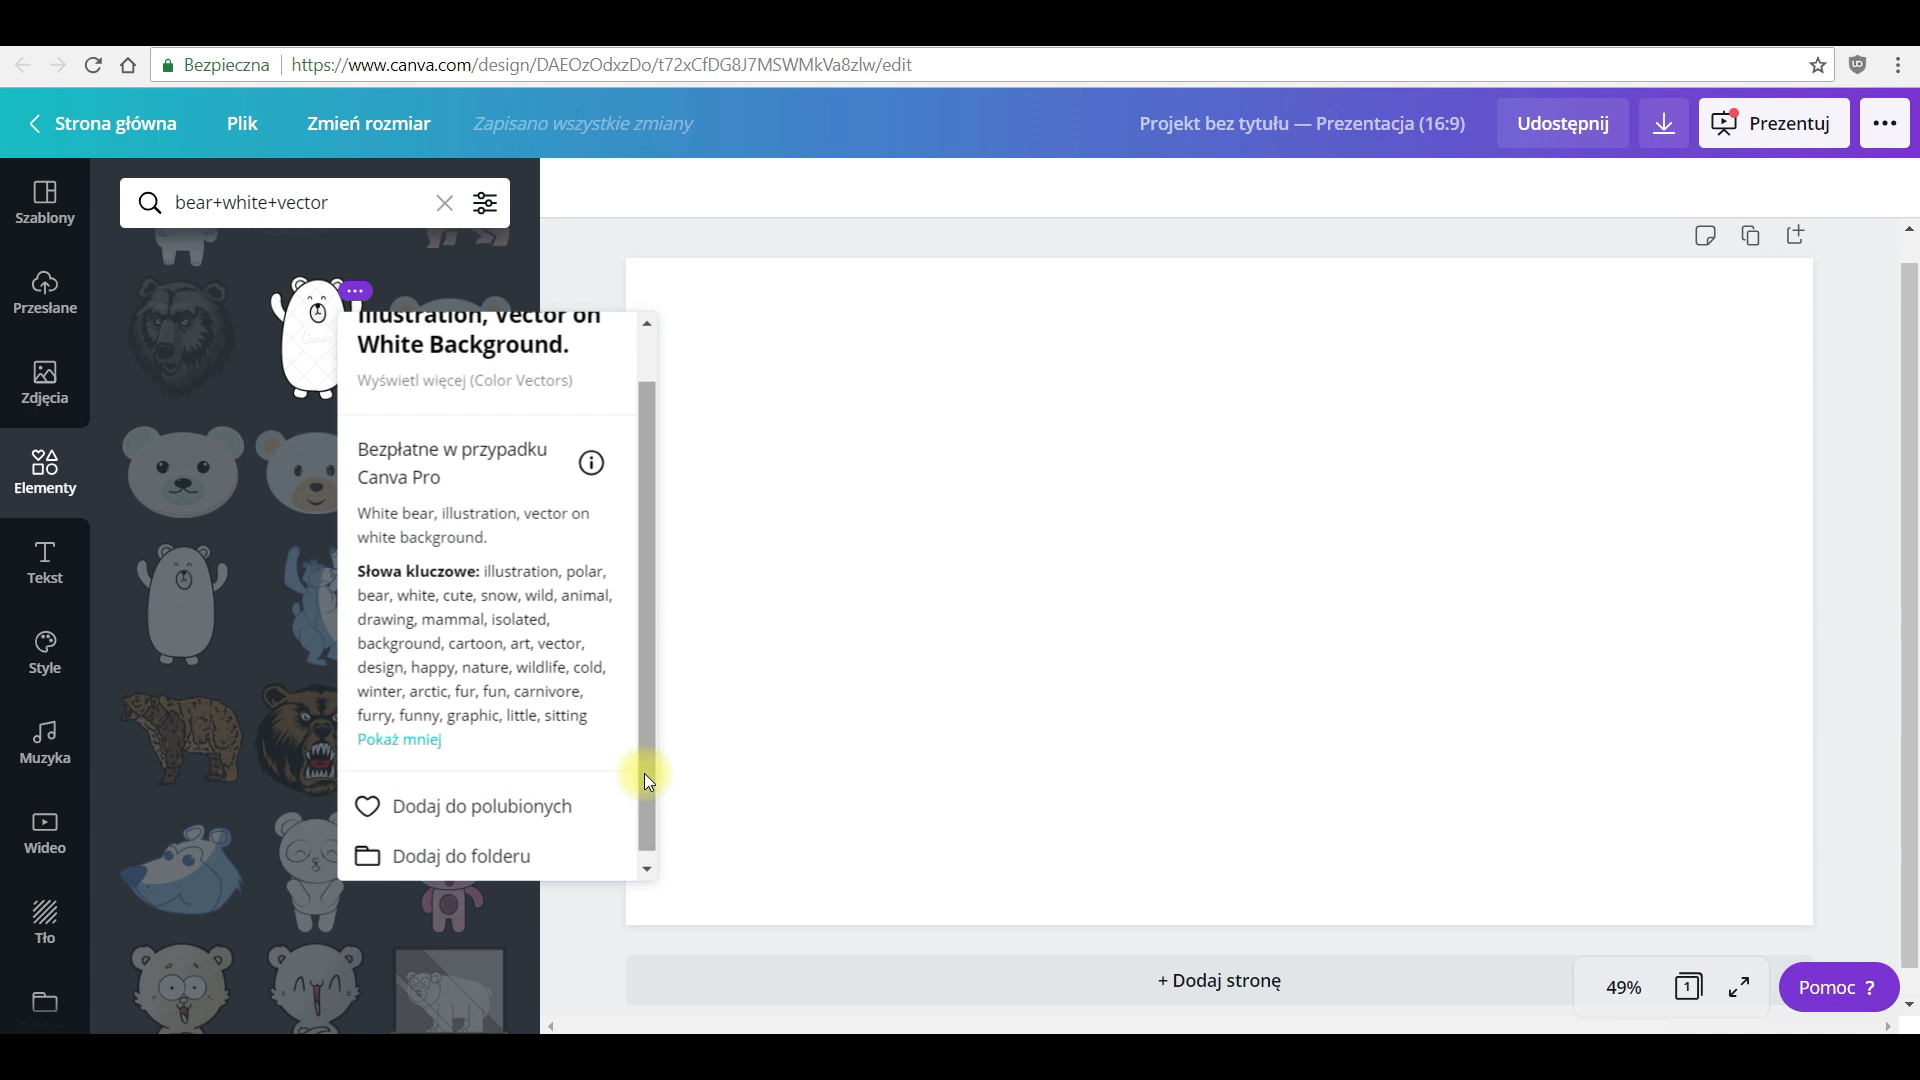 Bezpieczna
https://www.canva.com/design/DAEOzOdxzDo/t72xCfDG8J7MSWMkVa8zlw/edit
Strona główna
Plik
Zmień rozmiar
Zapisano wszystkie zmiany
Projekt bez tytułu — Prezentacja (16:9)
Udostępnij
Prezentuj
Szablony
Przesłane
Zdjęcia
Elementy
Tekst
Style
Muzyka
Wideo
Tło
bear+white+vector
Illustration, Vector on
White Background.
Wyświetl więcej (Color Vectors)
Bezpłatne w przypadku
Canva Pro
White bear, illustration, vector on
white background.
Słowa kluczowe: illustration, polar,
bear, white, cute, snow, wild, animal,
drawing, mammal, isolated,
background, cartoon, art, vector,
design, happy, nature, wildlife, cold,
winter, arctic, fur, fun, carnivore,
furry, funny, graphic, little, sitting
Pokaż mniej
Dodaj do polubionych
Dodaj do folderu
+ Dodaj stronę
49%
1
Pomoc ?